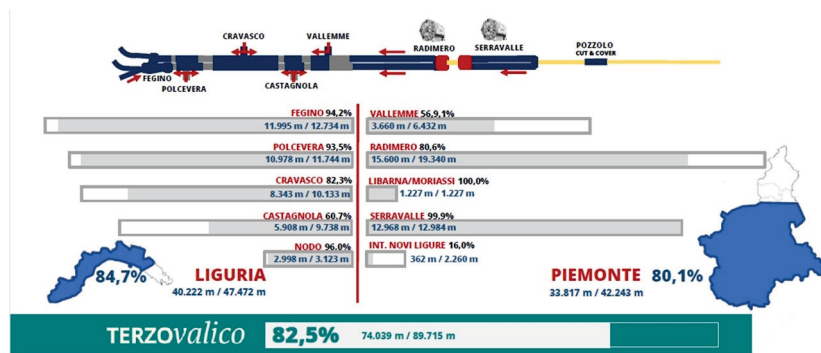 CRAVASCO
VALLEMME
RADIMERO
SERRAVALLE
POZZOLO
CUT & COVER
FEGINO
POLCEVERA
CASTAGNOLA
FEGINO 94,2%
11.995 m / 12.734 m
POLCEVERA 93,5%
10.978 m / 11.744 m
CRAVASCO 82,3%
8.343 m / 10.133 m
CASTAGNOLA 60.7%
5.908 m / 9.738 m
NODO 96.0%
2.998 m / 3.123 m
84,7%
LIGURIA
40.222 m / 47.472 m
VALLEMME 56,9,1%
3.660 m / 6.432 m
RADIMERO 80,6%
15.600 m / 19.340 m
LIBARNA/MORIASSI 100,0%
1.227 m / 1.227 m
SERRAVALLE 99.9%
12.968 m / 12.984 m
INT. NOVI LIGURE 16,0%
362 m / 2.260 m
PIEMONTE 80,1%
33.817 m / 42.243 m
TERZOvalico 82,5% 74.039 m / 89.715 m